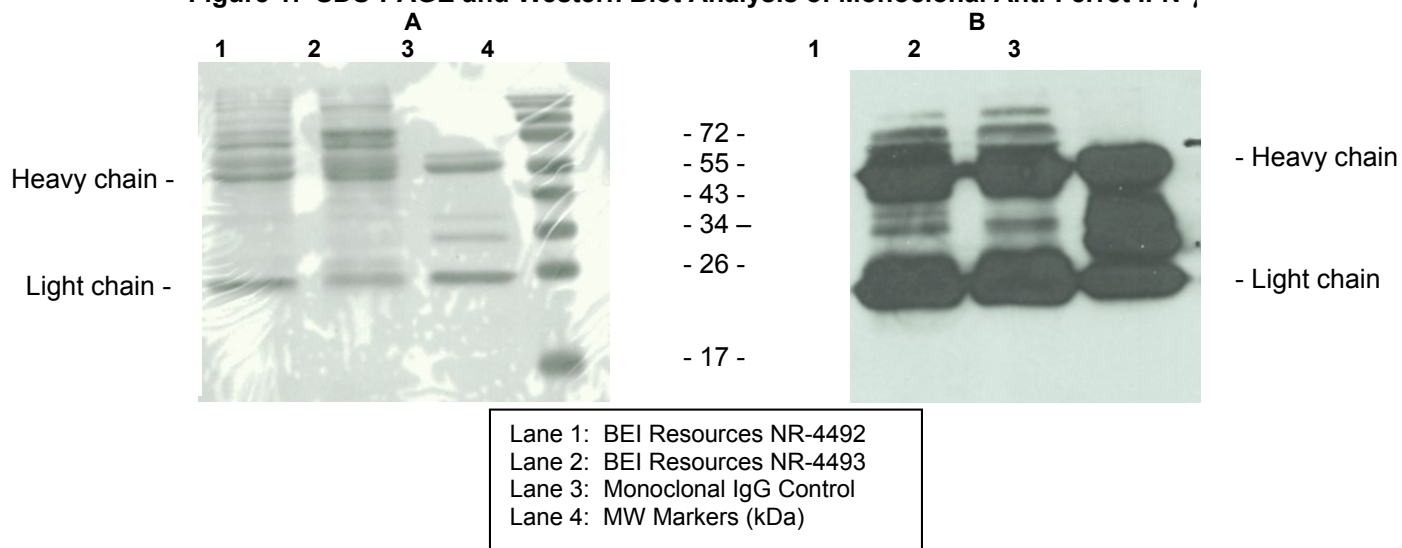 Figure 1: SDS-PAGE and Western Blot Analysis of Monoclonal Anti-Ferret IFN-γ
A
B
1 2 3 4
1 2 3
Heavy chain -
Light chain -
- 72 -
- 55 -
- 43 -
- 34 –
- 26 -
- 17 -
- Heavy chain
- Light chain
Lane 1: BEI Resources NR-4492
Lane 2: BEI Resources NR-4493
Lane 3: Monoclonal IgG Control
Lane 4: MW Markers (kDa)